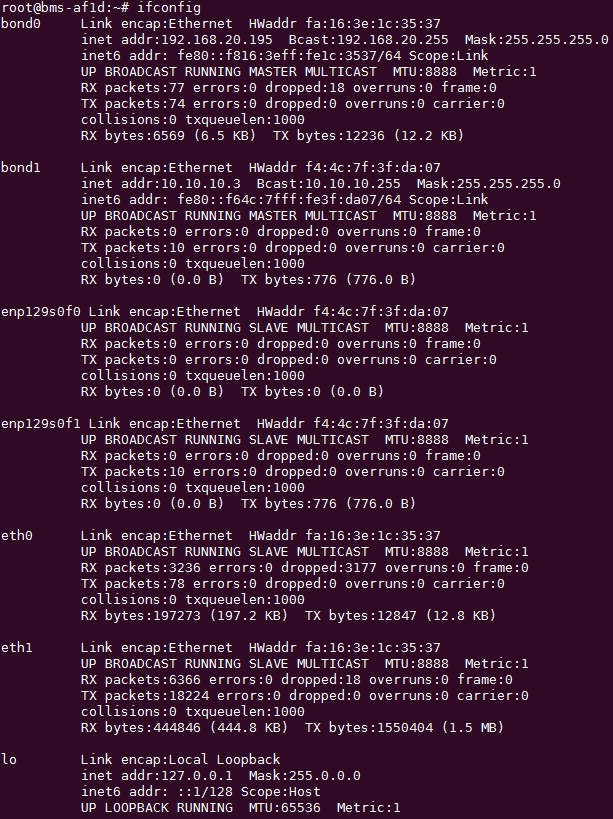 root@bms-af1d:~# ifconfig
bond0     Link encap:Ethernet  HWaddr fa:16:3e:1c:35:37
          inet addr:192.168.20.195  Bcast:192.168.20.255  Mask:255.255.255.0
          inet6 addr: fe80::f816:3eff:fe1c:3537/64 Scope:Link
          UP BROADCAST RUNNING MASTER MULTICAST  MTU:8888  Metric:1
          RX packets:77 errors:0 dropped:18 overruns:0 frame:0
          TX packets:74 errors:0 dropped:0 overruns:0 carrier:0
          collisions:0 txqueuelen:1000
          RX bytes:6569 (6.5 KB)  TX bytes:12236 (12.2 KB)

bond1     Link encap:Ethernet  HWaddr f4:4c:7f:3f:da:07
          inet addr:10.10.10.3  Bcast:10.10.10.255  Mask:255.255.255.0
          inet6 addr: fe80::f64c:7fff:fe3f:da07/64 Scope:Link
          UP BROADCAST RUNNING MASTER MULTICAST  MTU:8888  Metric:1
          RX packets:0 errors:0 dropped:0 overruns:0 frame:0
          TX packets:10 errors:0 dropped:0 overruns:0 carrier:0
          collisions:0 txqueuelen:1000
          RX bytes:0 (0.0 B)  TX bytes:776 (776.0 B)

enp129s0f0 Link encap:Ethernet  HWaddr f4:4c:7f:3f:da:07
          UP BROADCAST RUNNING SLAVE MULTICAST  MTU:8888  Metric:1
          RX packets:0 errors:0 dropped:0 overruns:0 frame:0
          TX packets:0 errors:0 dropped:0 overruns:0 carrier:0
          collisions:0 txqueuelen:1000
          RX bytes:0 (0.0 B)  TX bytes:0 (0.0 B)

enp129s0f1 Link encap:Ethernet  HWaddr f4:4c:7f:3f:da:07
          UP BROADCAST RUNNING SLAVE MULTICAST  MTU:8888  Metric:1
          RX packets:0 errors:0 dropped:0 overruns:0 frame:0
          TX packets:10 errors:0 dropped:0 overruns:0 carrier:0
          collisions:0 txqueuelen:1000
          RX bytes:0 (0.0 B)  TX bytes:776 (776.0 B)

eth0      Link encap:Ethernet  HWaddr fa:16:3e:1c:35:37
          UP BROADCAST RUNNING SLAVE MULTICAST  MTU:8888  Metric:1
          RX packets:3236 errors:0 dropped:3177 overruns:0 frame:0
          TX packets:78 errors:0 dropped:0 overruns:0 carrier:0
          collisions:0 txqueuelen:1000
          RX bytes:197273 (197.2 KB)  TX bytes:12847 (12.8 KB)

eth1      Link encap:Ethernet  HWaddr fa:16:3e:1c:35:37
          UP BROADCAST RUNNING SLAVE MULTICAST  MTU:8888  Metric:1
          RX packets:6366 errors:0 dropped:18 overruns:0 frame:0
          TX packets:18224 errors:0 dropped:0 overruns:0 carrier:0
          collisions:0 txqueuelen:1000
          RX bytes:444846 (444.8 KB)  TX bytes:1550404 (1.5 MB)

lo        Link encap:Local Loopback
          inet addr:127.0.0.1  Mask:255.0.0.0
          inet6 addr: ::1/128 Scope:Host
          UP LOOPBACK RUNNING  MTU:65536  Metric:1